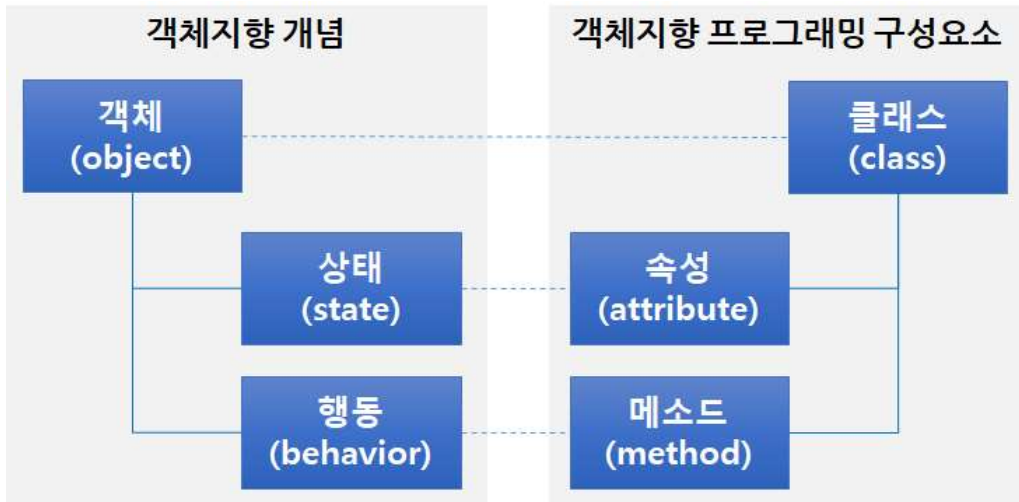 객체지향 개념
객체지향 프로그래밍 구성요소
객체
(object)
클래스
(class)
상태
(state)
속성
(attribute)
행동
(behavior)
메소드
(method)